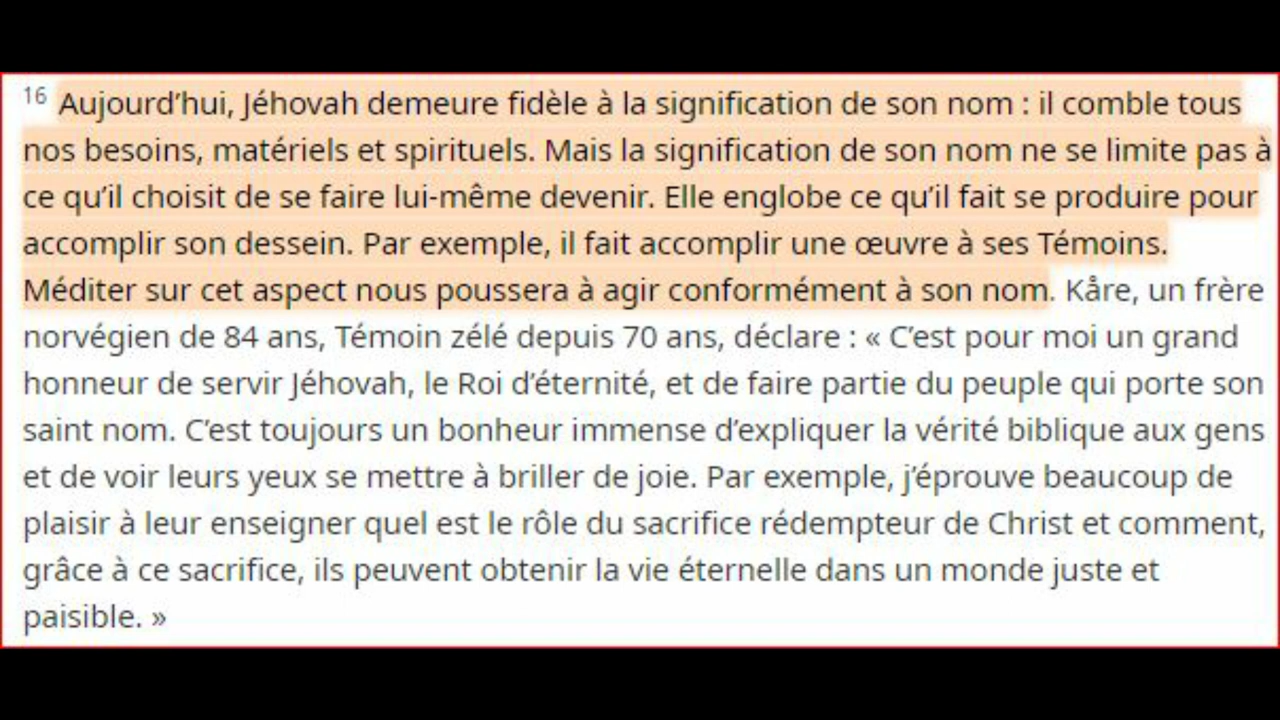 16 Aujourd’hui, Jéhovah demeure fidèle à la signification de son nom : il comble tous
nos besoins, matériels et spirituels. Mais la signification de son nom ne se limite pas à
ce qu’il choisit de se faire lui-même devenir. Elle englobe ce qu’il fait se produire pour
accomplir son dessein. Par exemple, il fait accomplir une œuvre à ses Témoins.
Méditer sur cet aspect nous poussera à agir conformément à son nom. Kåre, un frère
norvégien de 84 ans, Témoin zélé depuis 70 ans, déclare : « C’est pour moi un grand
honneur de servir Jéhovah, le Roi d’éternité, et de faire partie du peuple qui porte son
saint nom. C’est toujours un bonheur immense d’expliquer la vérité biblique aux gens
et de voir leurs yeux se mettre à briller de joie. Par exemple, j’éprouve beaucoup de
plaisir à leur enseigner quel est le rôle du sacrifice rédempteur de Christ et comment,
grâce à ce sacrifice, ils peuvent obtenir la vie éternelle dans un monde juste et
paisible. »